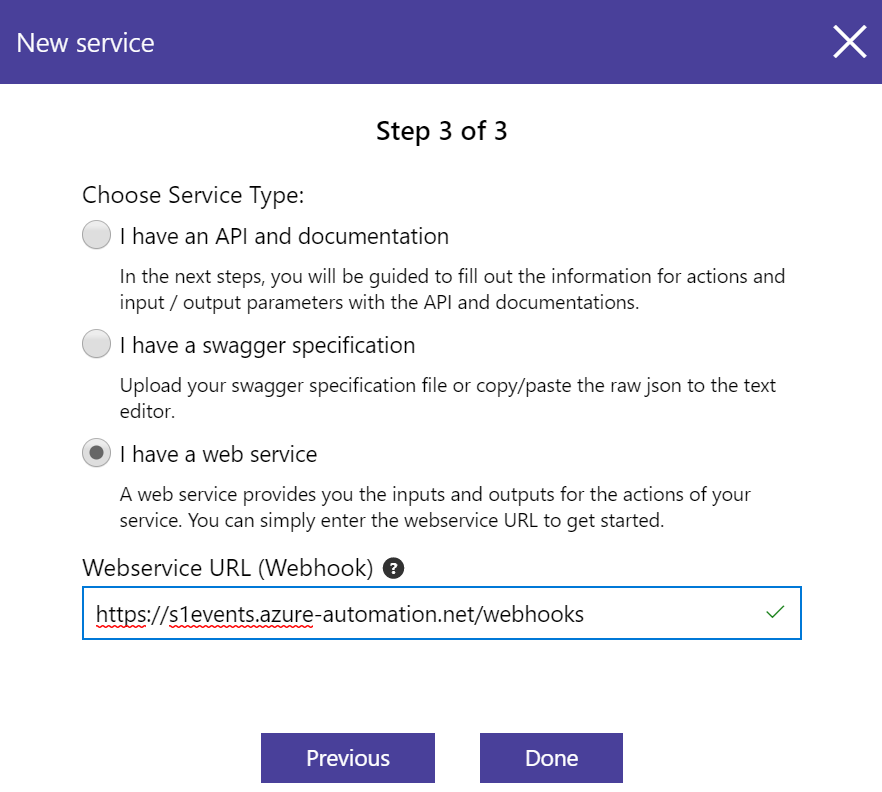 New service
Step 3 of 3
Choose Service Type:
I have an API and documentation
In the next steps, you will be guided to fill out the information for actions and
input / output parameters with the API and documentations.
I have a swagger specification
Upload your swagger specification file or copy/paste the raw json to the text
editor.
I have a web service
A web service provides you the inputs and outputs for the actions of your
service. You can simply enter the webservice URL to get started.
Webservice URL (Webhook) ?
https://s1events.azure-automation.net/webhooks
Previous Done